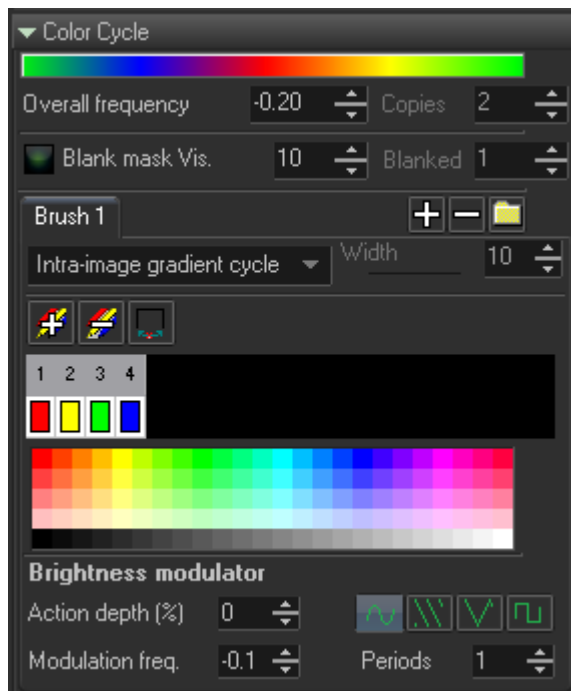 Color Cycle
Overall frequency -0.20 Copies 2
Blank mask Vis. 10 Blanked 1
Brush 1
Intra-image gradient cycle Width 10
1 2 3 4
Brightness modulator
Action depth (%) 0
Modulation freq. -0.1 Periods 1